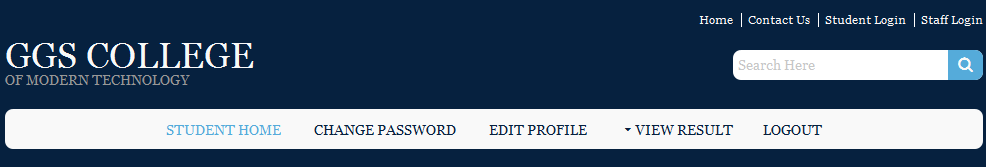 Home Contact Us Student Login Staff Login
GGS COLLEGE
OF MODERN TECHNOLOGY
Search Here
STUDENT HOME CHANGE PASSWORD EDIT PROFILE VIEW RESULT LOGOUT